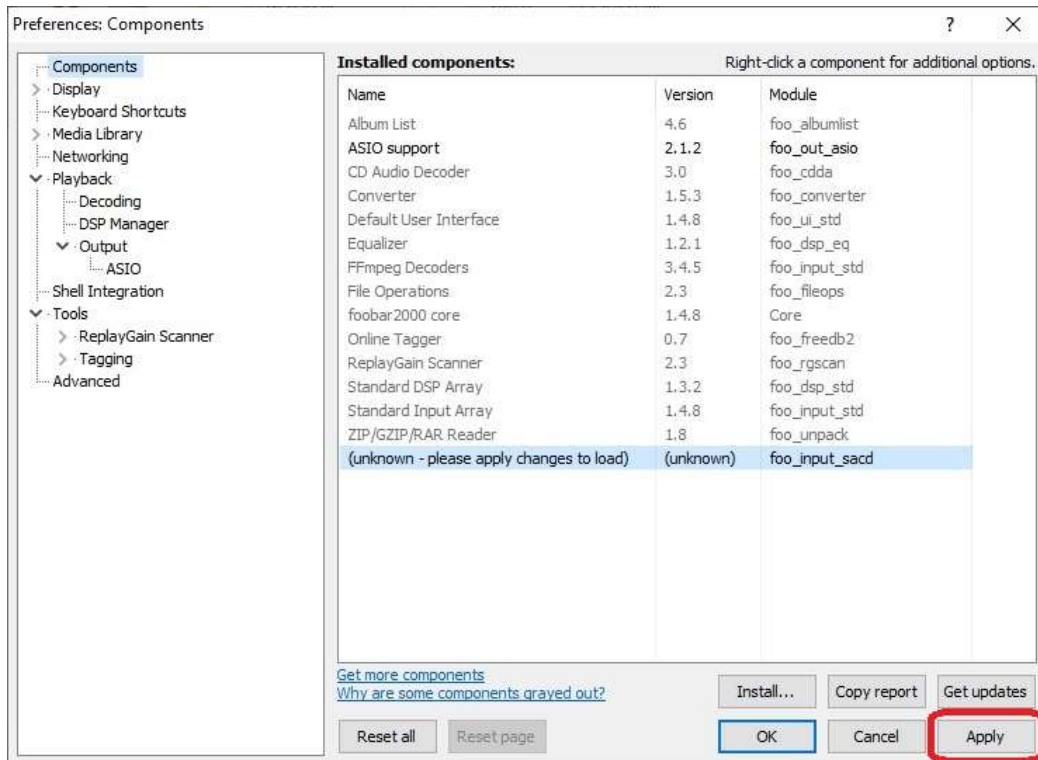 Preferences: Components ? X
Components
Display
Keyboard Shortcuts
Media Library
Networking
Playback
Decoding
DSP Manager
Output
ASIO
Shell Integration
Tools
ReplayGain Scanner
Tagging
Advanced
Installed components: Right-click a component for additional options.
Name Version Module
Album List 4.6 foo_albumlist
ASIO support 2.1.2 foo_out_asio
CD Audio Decoder 3.0 foo_cdda
Converter 1.5.3 foo_converter
Default User Interface 1.4.8 foo_ui_std
Equalizer 1.2.1 foo_dsp_eq
FFmpeg Decoders 3.4.5 foo_input_std
File Operations 2.3 foo_fileops
foobar2000 core 1.4.8 Core
Online Tagger 0.7 foo_freedb2
ReplayGain Scanner 2.3 foo_rgscan
Standard DSP Array 1.3.2 foo_dsp_std
Standard Input Array 1.4.8 foo_input_std
ZIP/GZIP/RAR Reader 1.8 foo_unpack
(unknown - please apply changes to load) (unknown) foo_input_sacd
Get more components
Why are some components grayed out?
Install... Copy report Get updates
Reset all Reset page OK Cancel Apply